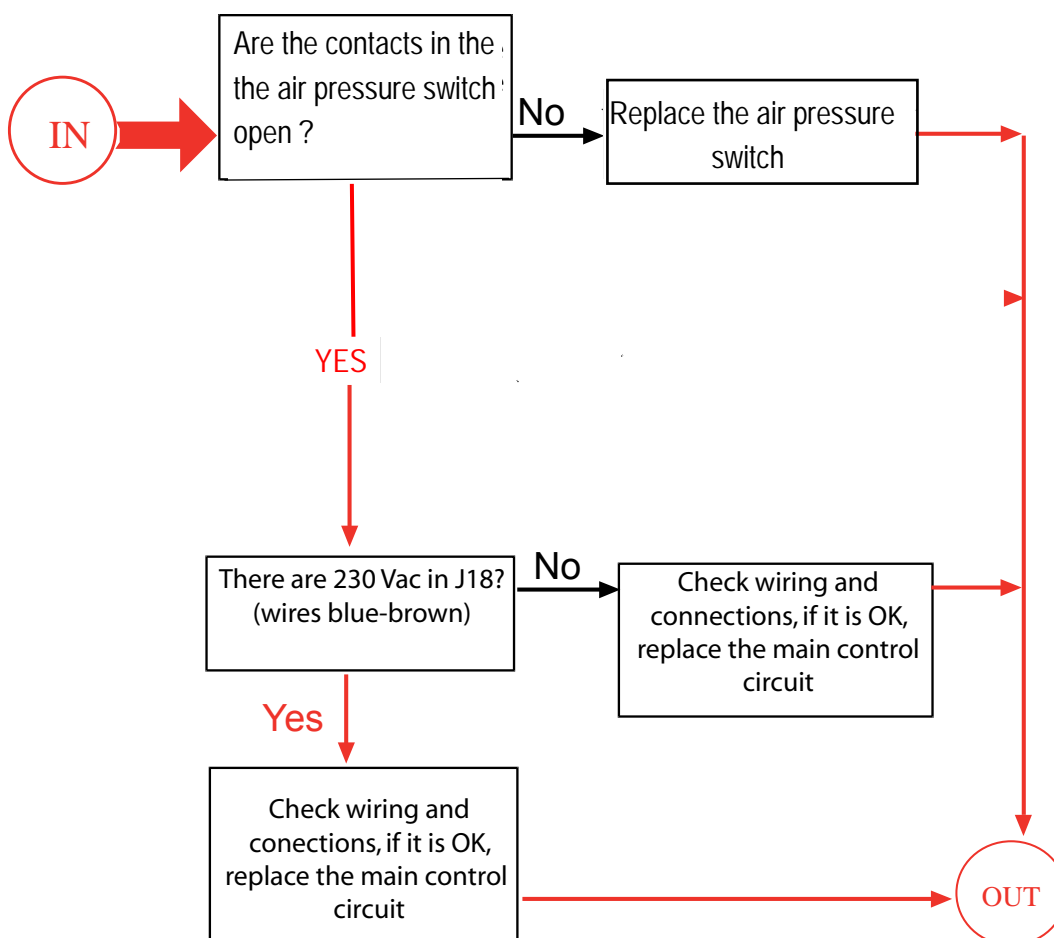 Are the contacts in the
the air pressure switch
open ?
IN
No
Replace the air pressure
switch
YES
There are 230 Vac in J18?
(wires blue-brown)
No
Check wiring and
connections, if it is OK,
replace the main control
circuit
Yes
Check wiring and
conections, if it is OK,
replace the main control
circuit
OUT